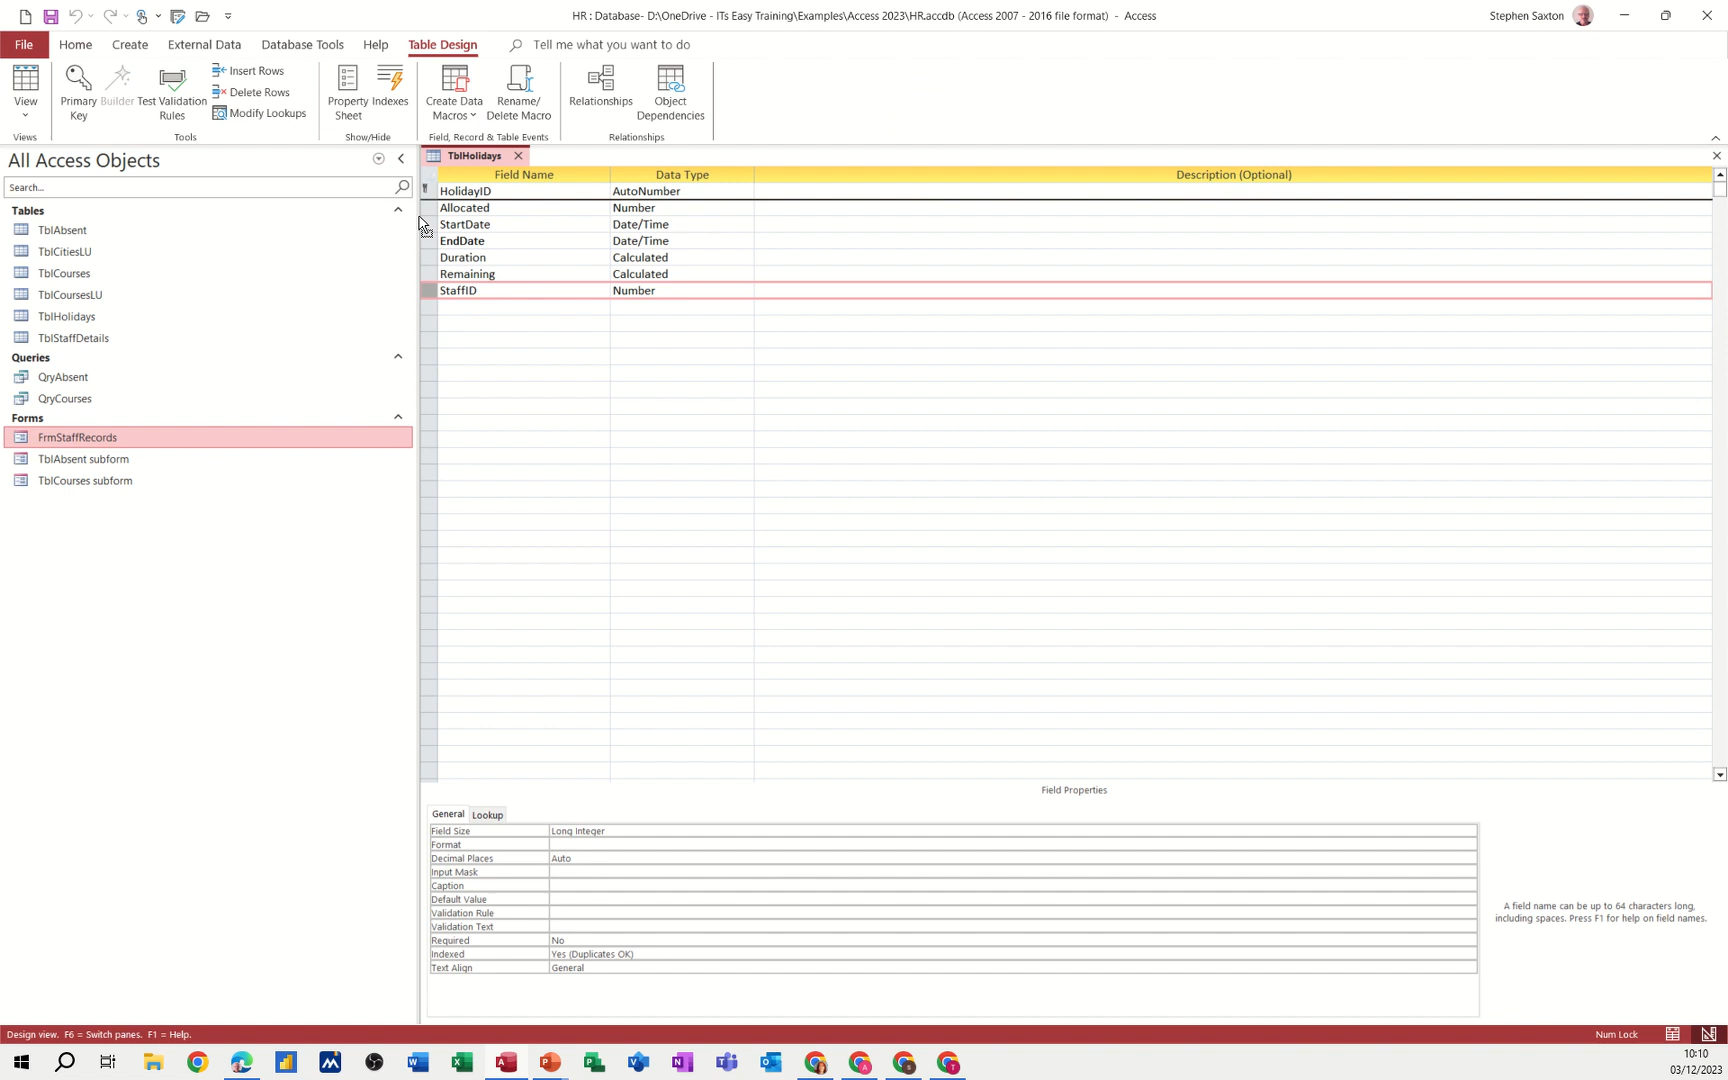 HR : Database- D:\OneDrive - ITs Easy Training\Examples\Access 2023\HR.accdb (Access 2007 - 2016 file format) - Access
Stephen Saxton
File Home Create External Data Database Tools Help Table Design Tell me what you want to do
View
Primary Key
Builder
Test Validation Rules
Insert Rows
Delete Rows
Modify Lookups
Property Sheet
Indexes
Create Data Macros
Rename/ Delete Macro
Relationships
Object Dependencies
Views
Tools
Show/Hide
Field, Record & Table Events
Relationships
All Access Objects
Search...
Tables
TblAbsent
TblCitiesLU
TblCourses
TblCoursesLU
TblHolidays
TblStaffDetails
Queries
QryAbsent
QryCourses
Forms
FrmStaffRecords
TblAbsent subform
TblCourses subform
TblHolidays
Field Name Data Type Description (Optional)
HolidayID AutoNumber
Allocated Number
StartDate Date/Time
EndDate Date/Time
Duration Calculated
Remaining Calculated
StaffID Number
Field Properties
General Lookup
Field Size Long Integer
Format
Decimal Places Auto
Input Mask
Caption
Default Value
Validation Rule
Validation Text
Required No
Indexed Yes (Duplicates OK)
Text Align General
A field name can be up to 64 characters long,
including spaces. Press F1 for help on field names.
Design view. F6 = Switch panes. F1 = Help.
Num Lock
10:10
03/12/2023